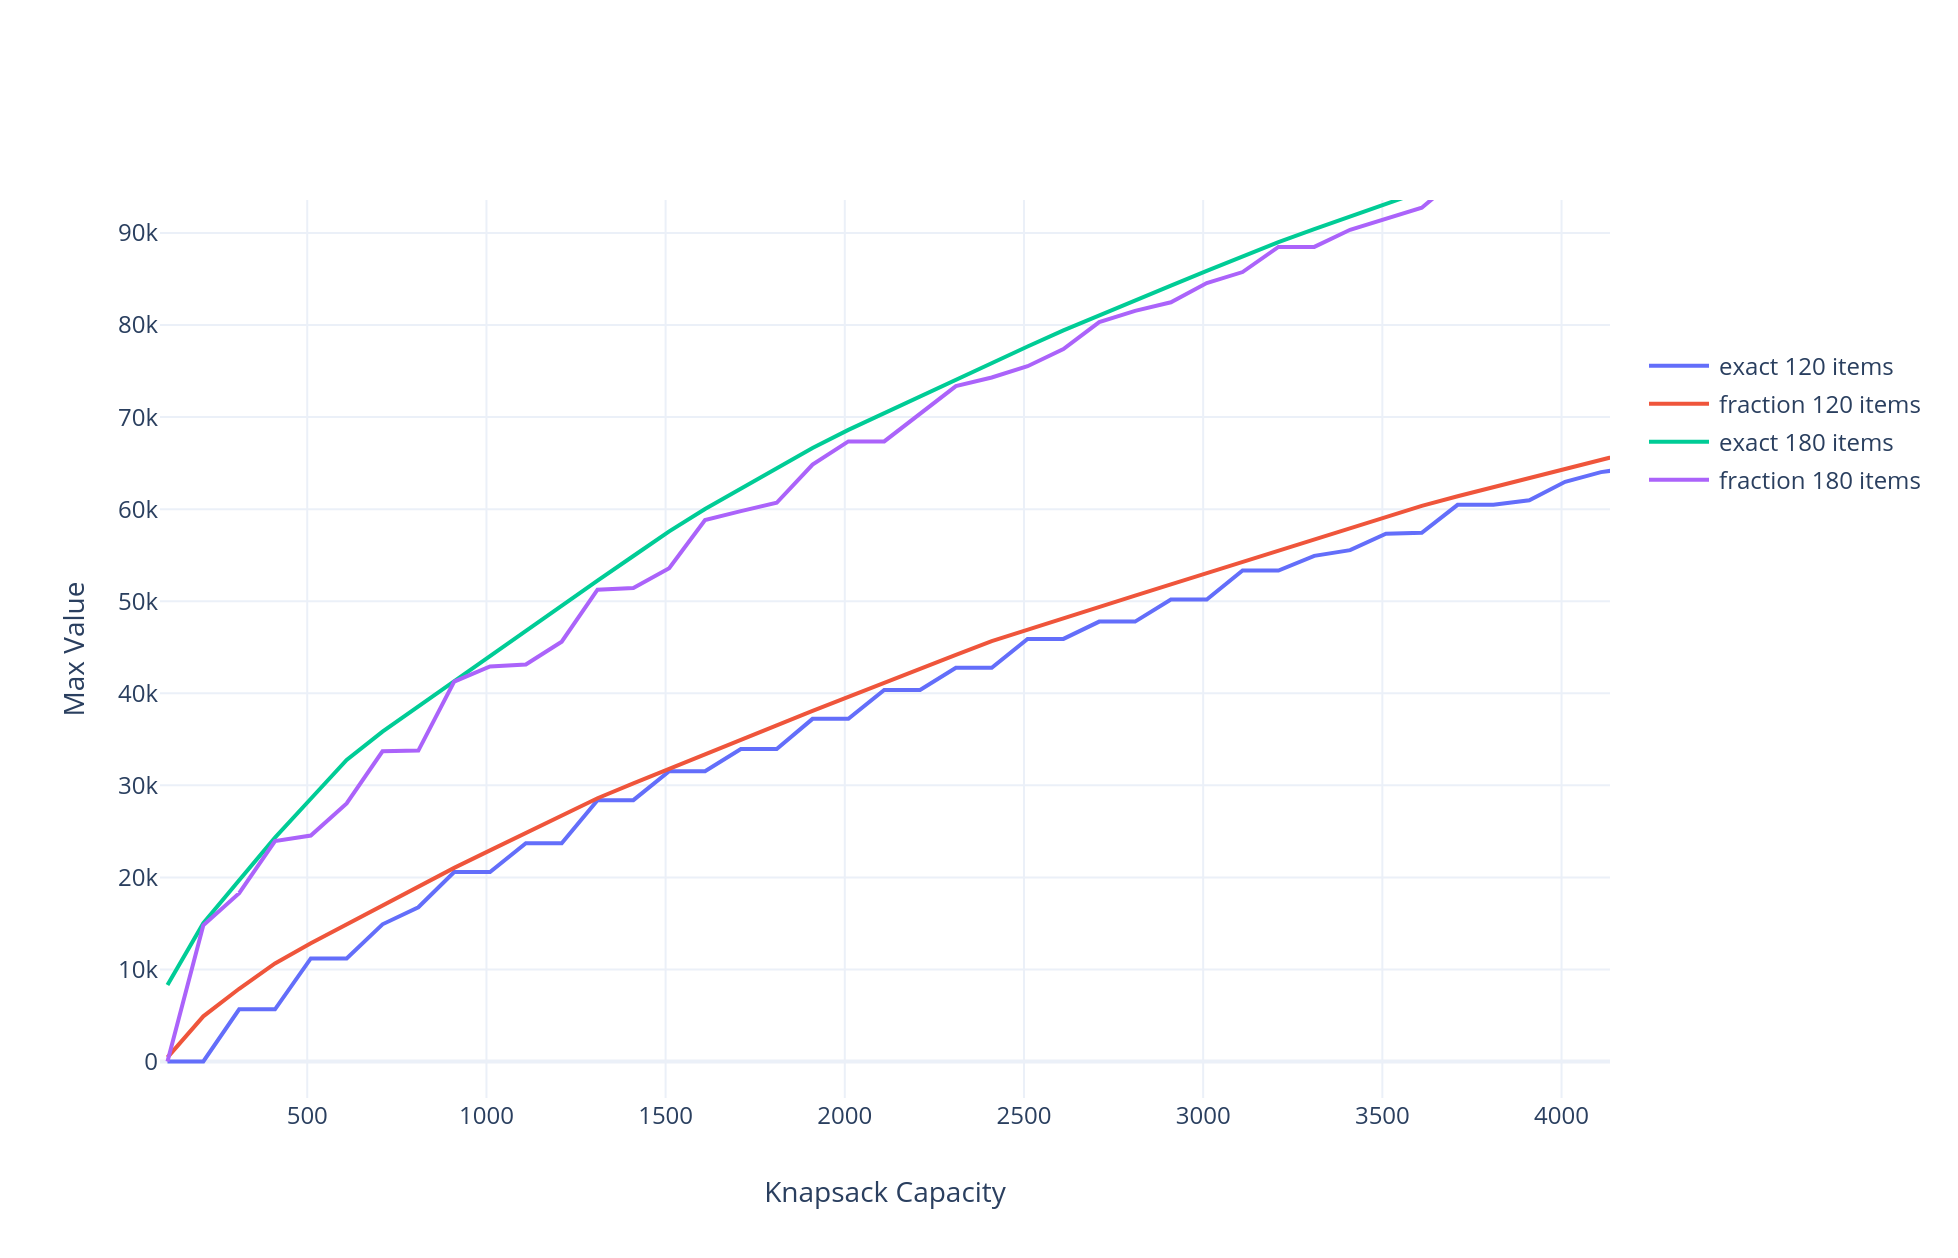 90k
80k
70k
60k
50k
40k
30k
20k
10k
0
500 1000 1500 2000 2500 3000 3500 4000
Max Value
Knapsack Capacity
exact 120 items
fraction 120 items
exact 180 items
fraction 180 items